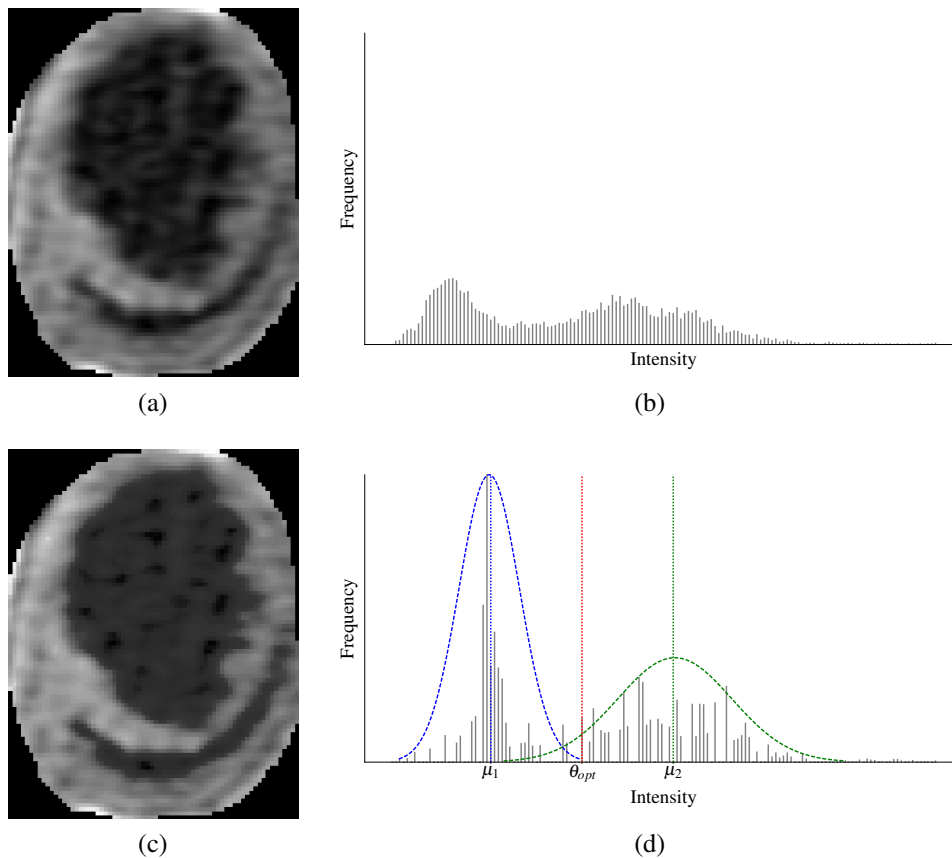 Frequency
Intensity
(a)
(b)
Frequency
μ₁
θₒₚₜ
μ₂
Intensity
(c)
(d)